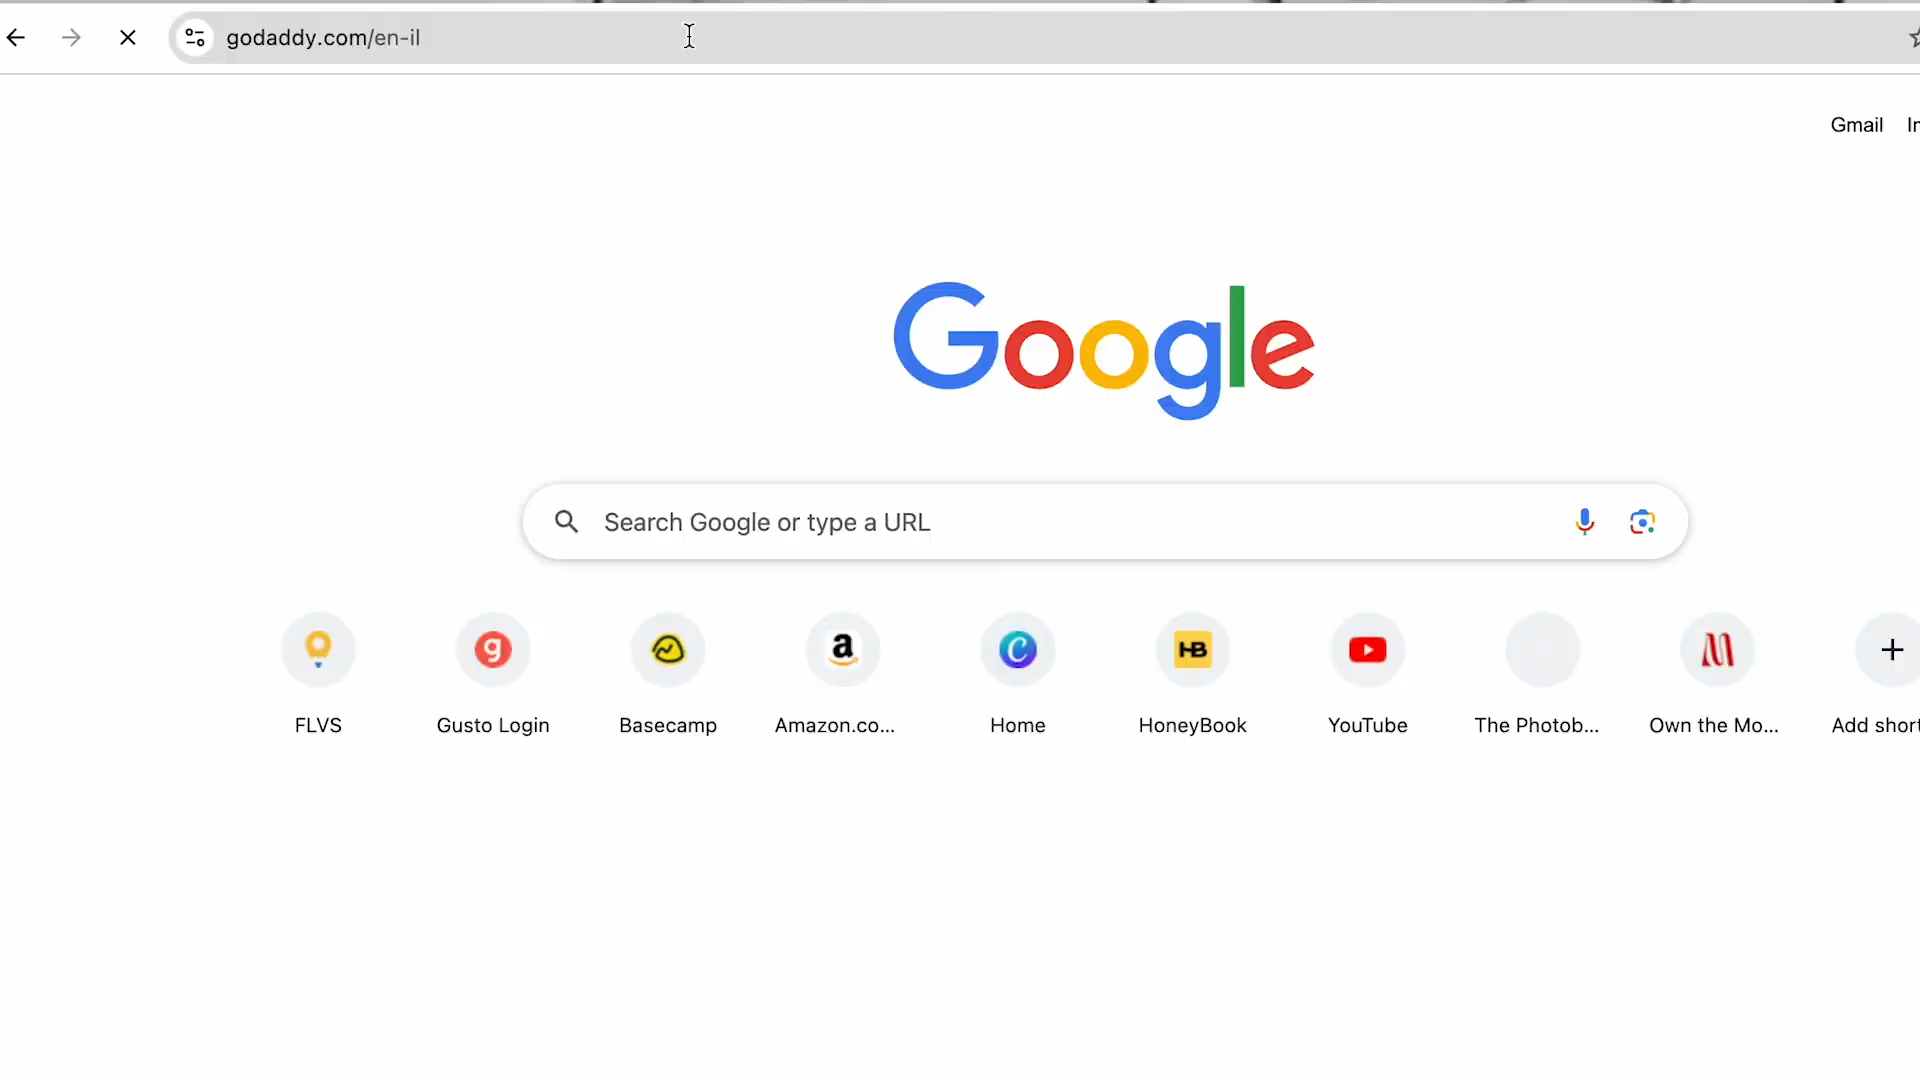 godaddy.com/en-il
Gmail
Google
Search Google or type a URL
FLVS
Gusto Login
Basecamp
Amazon.co...
Home
HoneyBook
YouTube
The Photob...
Own the Mo...
Add short